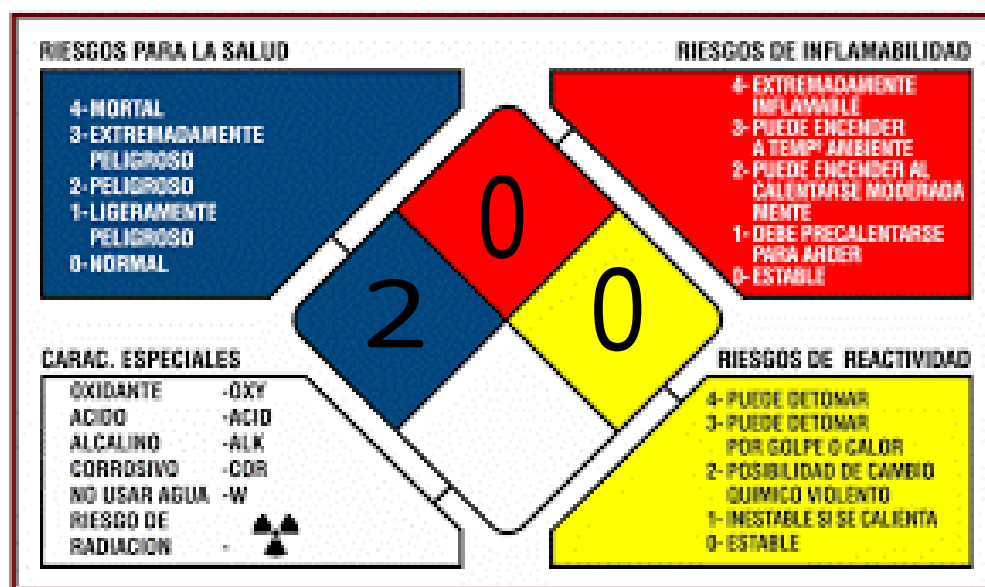 RIESGOS PARA LA SALUD
4-MORTAL
3-EXTREMADAMENTE
PELIGROSO
2-PELIGROSO
1-LIGERAMENTE
PELIGROSO
0-NORMAL
RIESGOS DE INFLAMABILIDAD
4- EXTREMADAMENTE
INFLAMABLE
3- PUEDE ENCENDER
A TEMPº AMBIENTE
2- PUEDE ENCENDER AL
CALENTARSE MODERADA
MENTE
1- DEBE PRECALENTARSE
PARA ARDER
0- ESTABLE
0
2
0
CARAC. ESPECIALES
OXIDANTE -OXY
ACIDO -ACID
ALCALINO -ALK
CORROSIVO -COR
NO USAR AGUA -W
RIESGO DE
RADIACION -
RIESGOS DE REACTIVIDAD
4- PUEDE DETONAR
3- PUEDE DETONAR
POR GOLPE O CALOR
2- POSIBILIDAD DE CAMBIO
QUIMICO VIOLENTO
1- INESTABLE SI SE CALIENTA
0- ESTABLE